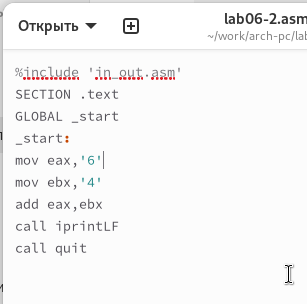 Открыть
lab06-2.asm
~/work/arch-pc/lab
%include 'in_out.asm'
SECTION .text
GLOBAL _start
_start:
mov eax,'6'
mov ebx,'4'
add eax,ebx
call iprintLF
call quit